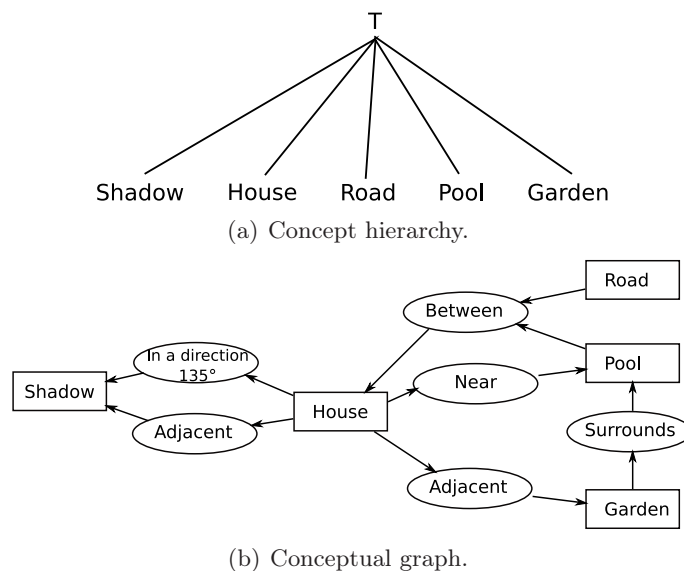 T
Shadow House Road Pool Garden
(a) Concept hierarchy.
Road
Between
In a direction
135°
Pool
Near
Shadow
House
Adjacent
Surrounds
Adjacent
Garden
(b) Conceptual graph.